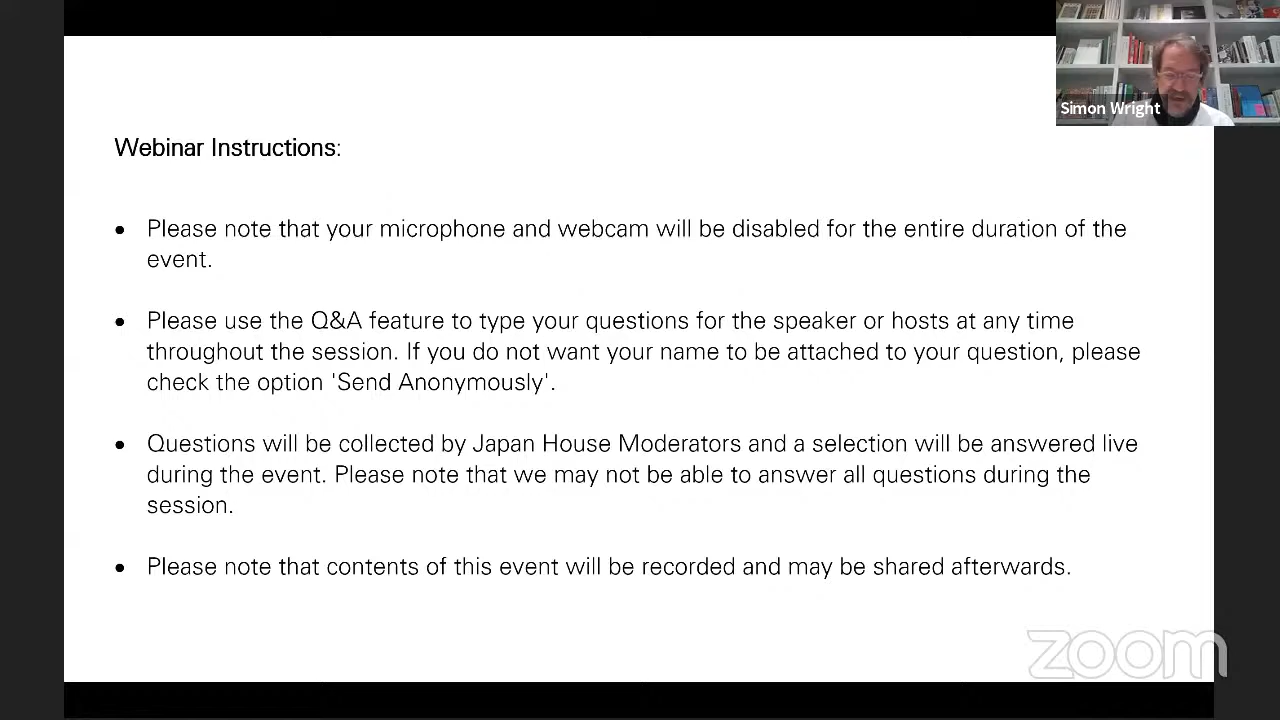 Simon Wright
Webinar Instructions:
• Please note that your microphone and webcam will be disabled for the entire duration of the
event.
• Please use the Q&A feature to type your questions for the speaker or hosts at any time
throughout the session. If you do not want your name to be attached to your question, please
check the option 'Send Anonymously'.
• Questions will be collected by Japan House Moderators and a selection will be answered live
during the event. Please note that we may not be able to answer all questions during the
session.
• Please note that contents of this event will be recorded and may be shared afterwards.
zoom